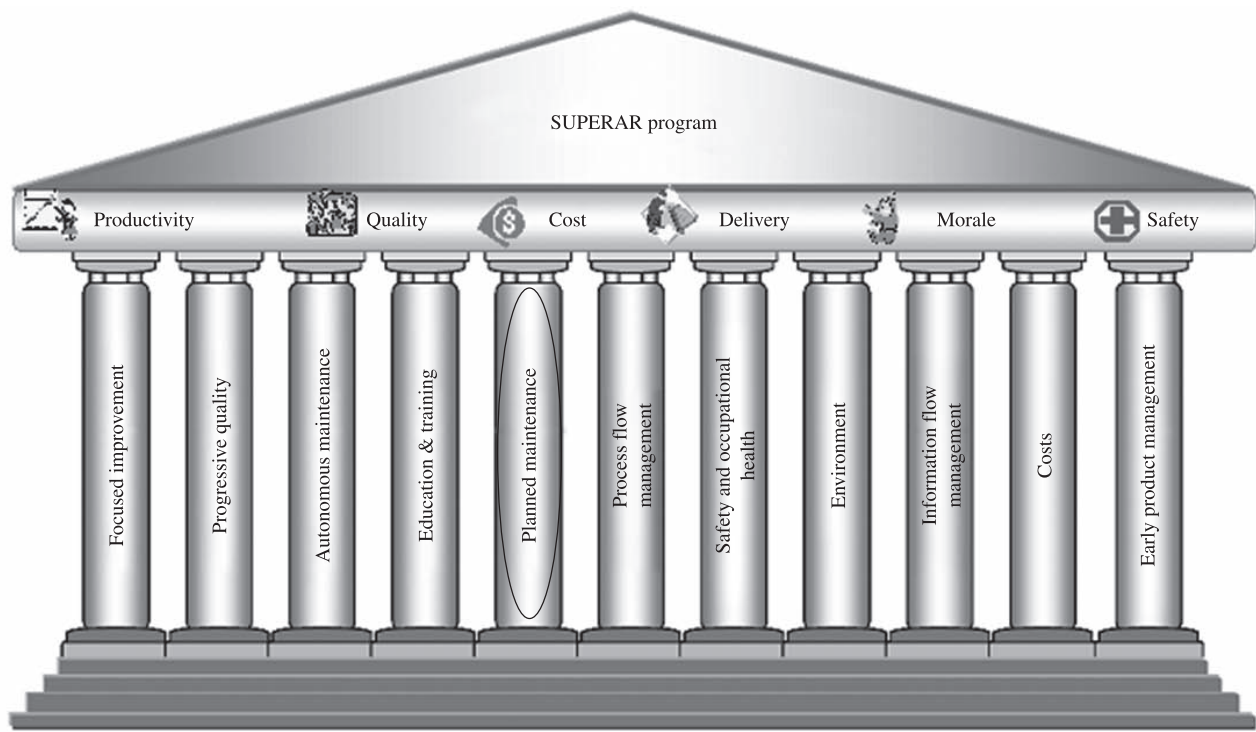 SUPERAR program
Productivity
Quality
$
Cost
Delivery
Morale
Safety
Focused improvement
Progressive quality
Autonomous maintenance
Education & training
Planned maintenance
Process flow
management
Safety and occupational
health
Environment
Information flow
management
Costs
Early product management